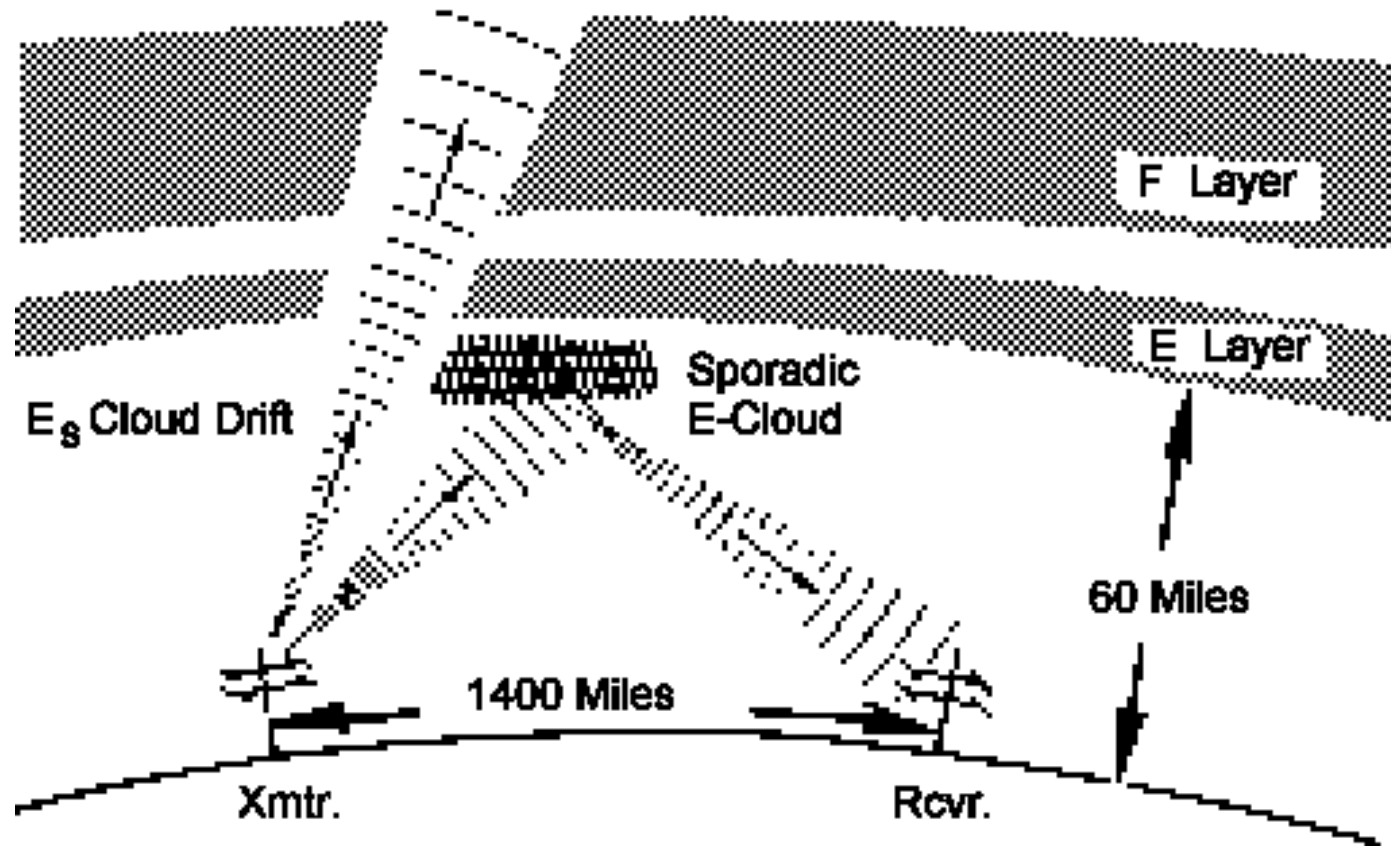 F Layer
E Layer
Sporadic
E-Cloud
Es Cloud Drift
60 Miles
1400 Miles
Xmtr.
Rcvr.